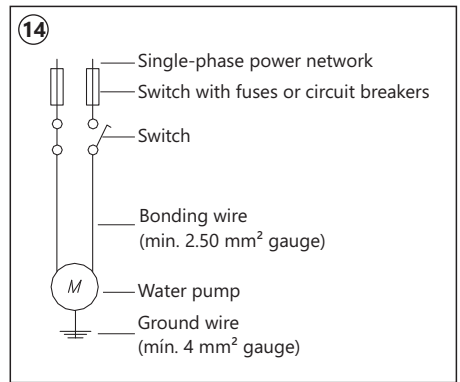 14
Single-phase power network
Switch with fuses or circuit breakers
Switch
Bonding wire
(min. 2.50 mm² gauge)
M
Water pump
Ground wire
(mín. 4 mm² gauge)